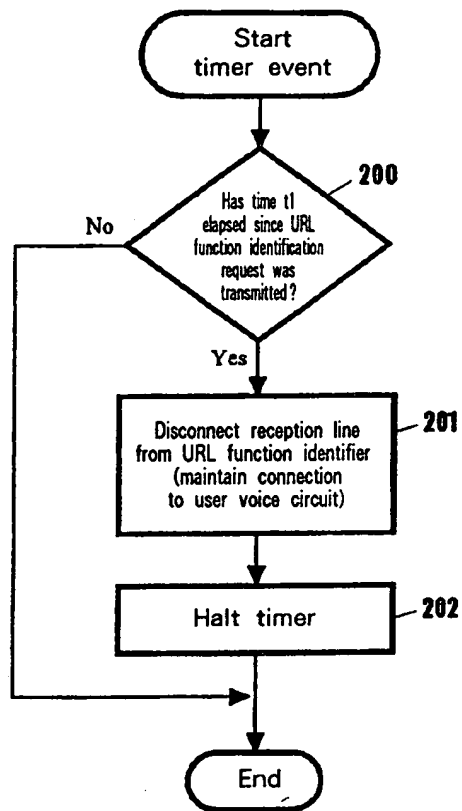 Start
timer event
200
Has time t1
elapsed since URL
function identification
request was
transmitted?
No
Yes
201
Disconnect reception line
from URL function identifier
(maintain connection
to user voice circuit)
202
Halt timer
End